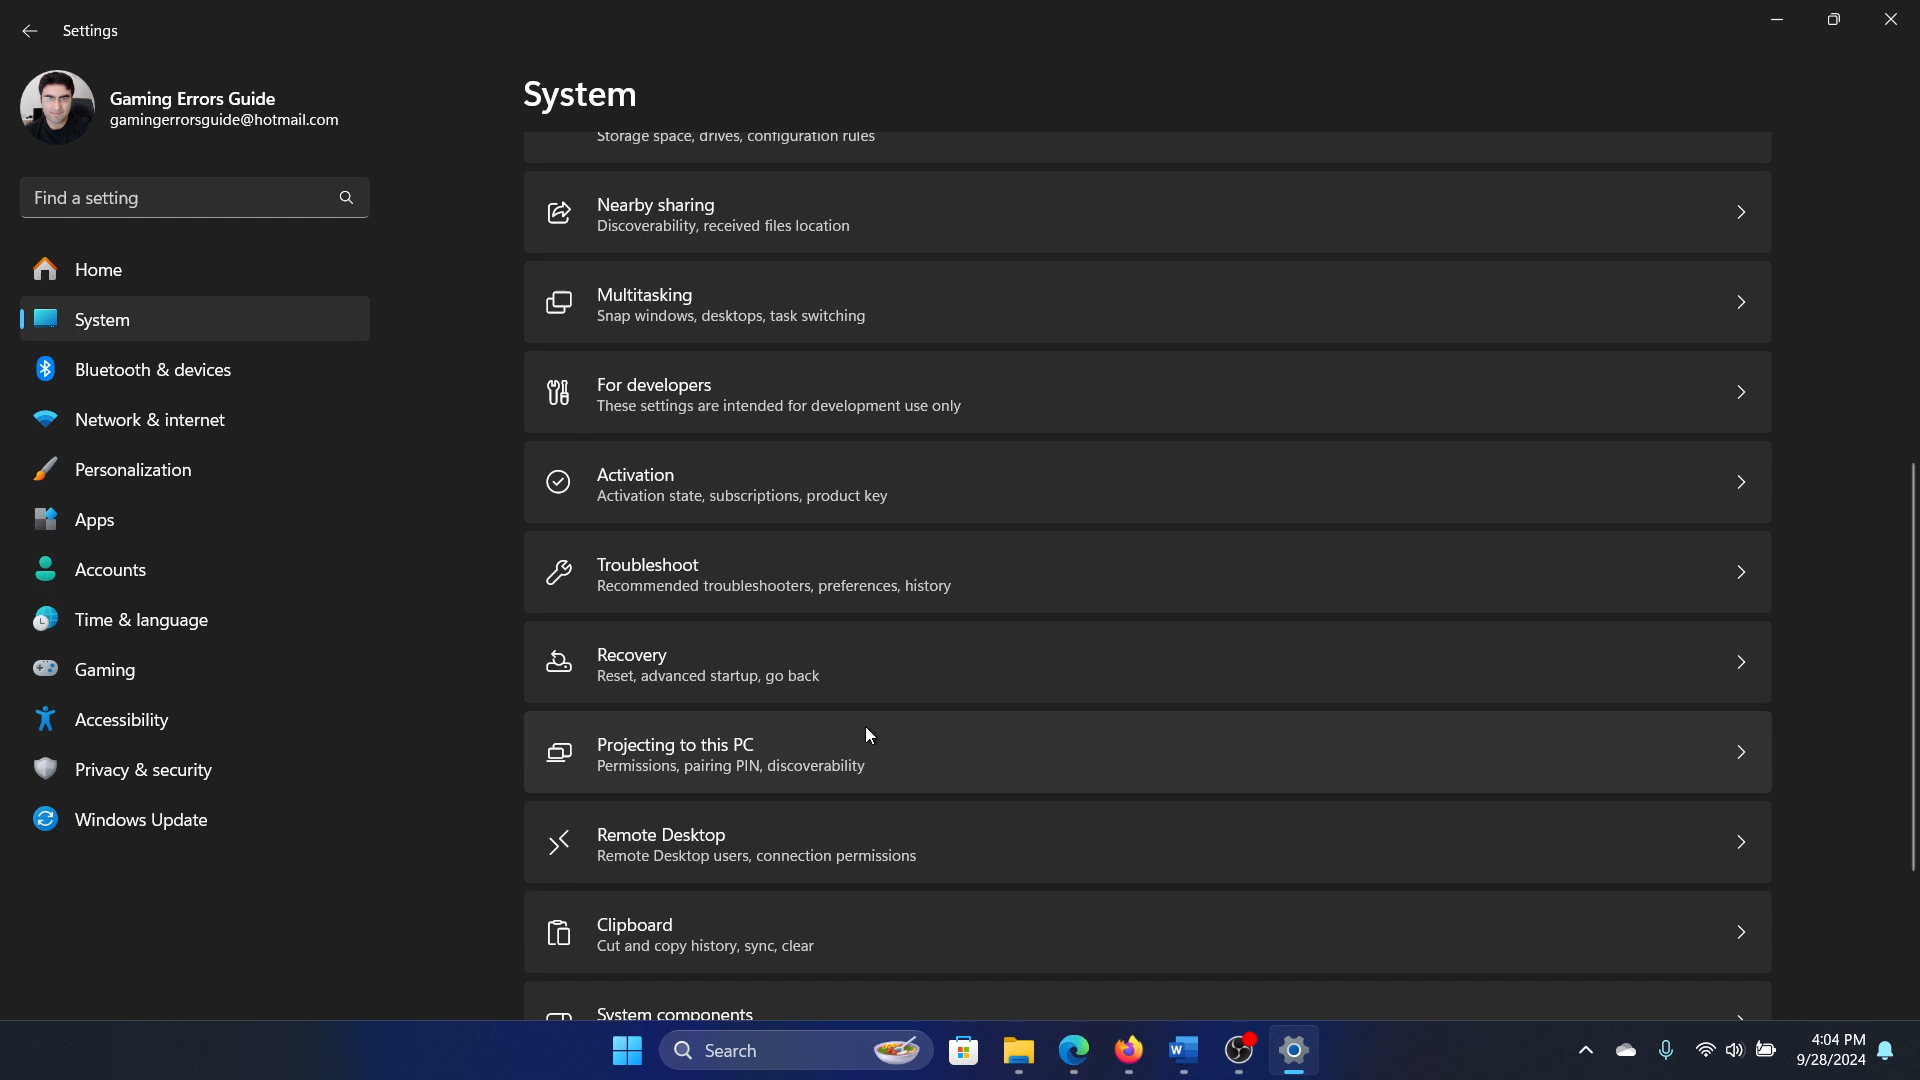 Settings
Gaming Errors Guide
gamingerrorsguide@hotmail.com
Find a setting
Home
System
Bluetooth & devices
Network & internet
Personalization
Apps
Accounts
Time & language
Gaming
Accessibility
Privacy & security
Windows Update
System
Storage space, drives, configuration rules
Nearby sharing
Discoverability, received files location
Multitasking
Snap windows, desktops, task switching
For developers
These settings are intended for development use only
Activation
Activation state, subscriptions, product key
Troubleshoot
Recommended troubleshooters, preferences, history
Recovery
Reset, advanced startup, go back
Projecting to this PC
Permissions, pairing PIN, discoverability
Remote Desktop
Remote Desktop users, connection permissions
Clipboard
Cut and copy history, sync, clear
System components
Search
W
4:04 PM
9/28/2024